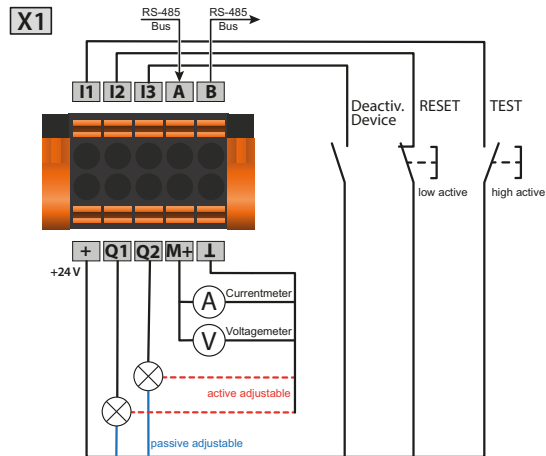 X1
RS-485
Bus
RS-485
Bus
I1 I2 I3 A B
Deactiv.
Device
RESET
TEST
low active
high active
+ Q1 Q2 M+ ⊥
+24 V
A
Currentmeter
V
Voltagemeter
active adjustable
passive adjustable